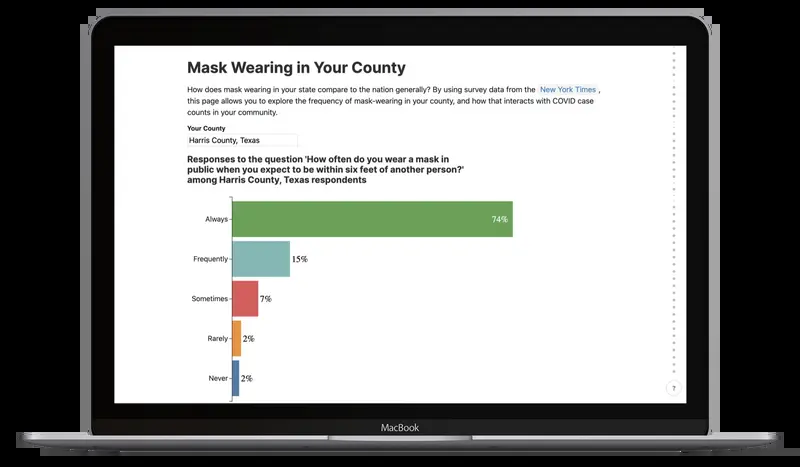 Mask Wearing in Your County
How does mask wearing in your state compare to the nation generally? By using survey data from the New York Times,
this page allows you to explore the frequency of mask-wearing in your county, and how that interacts with COVID case
counts in your community.
Your County
Harris County, Texas
Responses to the question 'How often do you wear a mask in
public when you expect to be within six feet of another person?'
among Harris County, Texas respondents
Always 74%
Frequently 15%
Sometimes 7%
Rarely 2%
Never 2%
?
MacBook